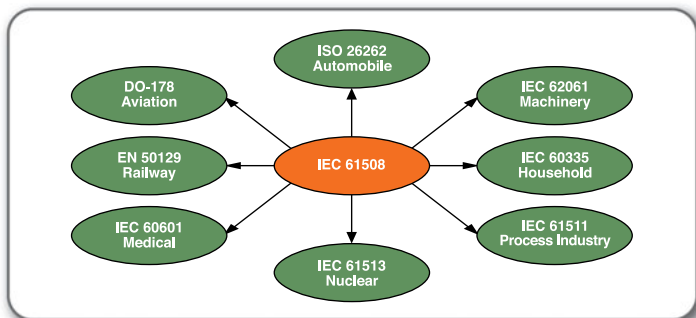 ISO 26262
Automobile
DO-178
Aviation
IEC 62061
Machinery
EN 50129
Railway
IEC 61508
IEC 60335
Household
IEC 60601
Medical
IEC 61511
Process Industry
IEC 61513
Nuclear